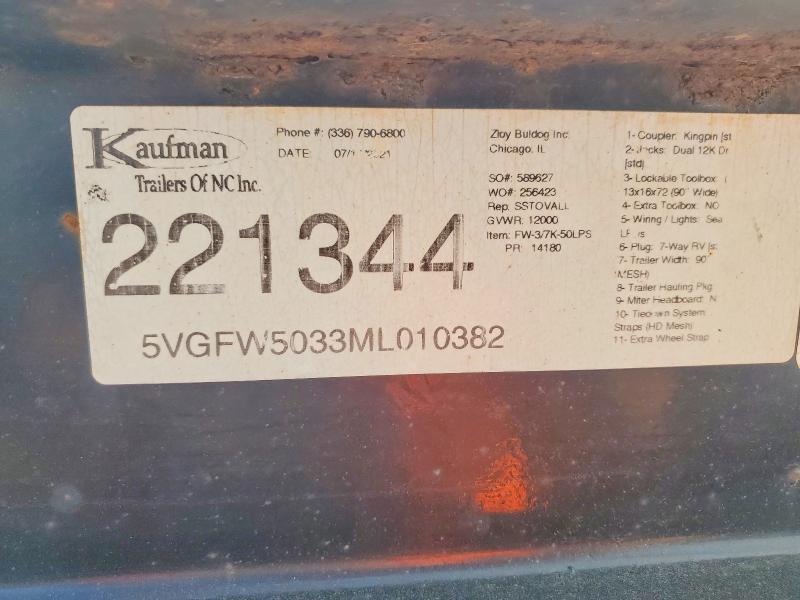 Kaufman
Trailers Of NC Inc.
Phone #: (336) 790-6800
DATE:
221344
5VGFW5033ML010382
Zloy Buldog Inc.
Chicago, IL
SO#: 589627
WO#: 256423
Rep: SSTOVALL
GVWR: 12000
Item: FW-3/7K-50LPS
PR: 14180
1- Coupler: Kingpin [st
2- Jacks: Dual 12K Dr
[std]
3- Lockable Toolbox:
13x16x72 (90" Wide)
4- Extra Toolbox: NO
5- Wiring / Lights: Sea
6- Plug: 7-Way RV [s
7- Trailer Width: 90"
MESH)
8- Trailer Hauling Pkg
9- Miter Headboard: N
10- Tiedown System
Straps (HD Mesh)
11- Extra Wheel Strap